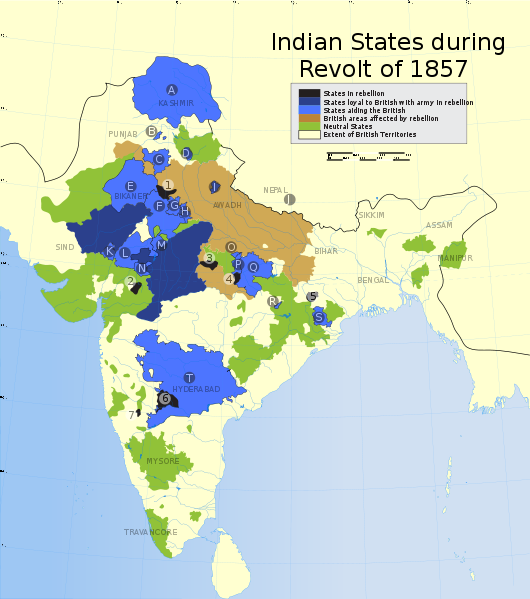 Indian States during
Revolt of 1857
States in rebellion
States loyal to British with army in rebellion
States aiding the British
British areas affected by rebellion
Neutral States
Extent of British Territories
A
KASHMIR
PUNJAB
B
C
D
E
BIKANER
1
J
NEPAL
I
F
G
H
AWADH
SIKKIM
ASSAM
SIND
K
L
M
O
BIHAR
MANIPUR
N
3
P
Q
2
4
BENGAL
R
5
S
T
HYDERABAD
6
7
MYSORE
TRAVANCORE